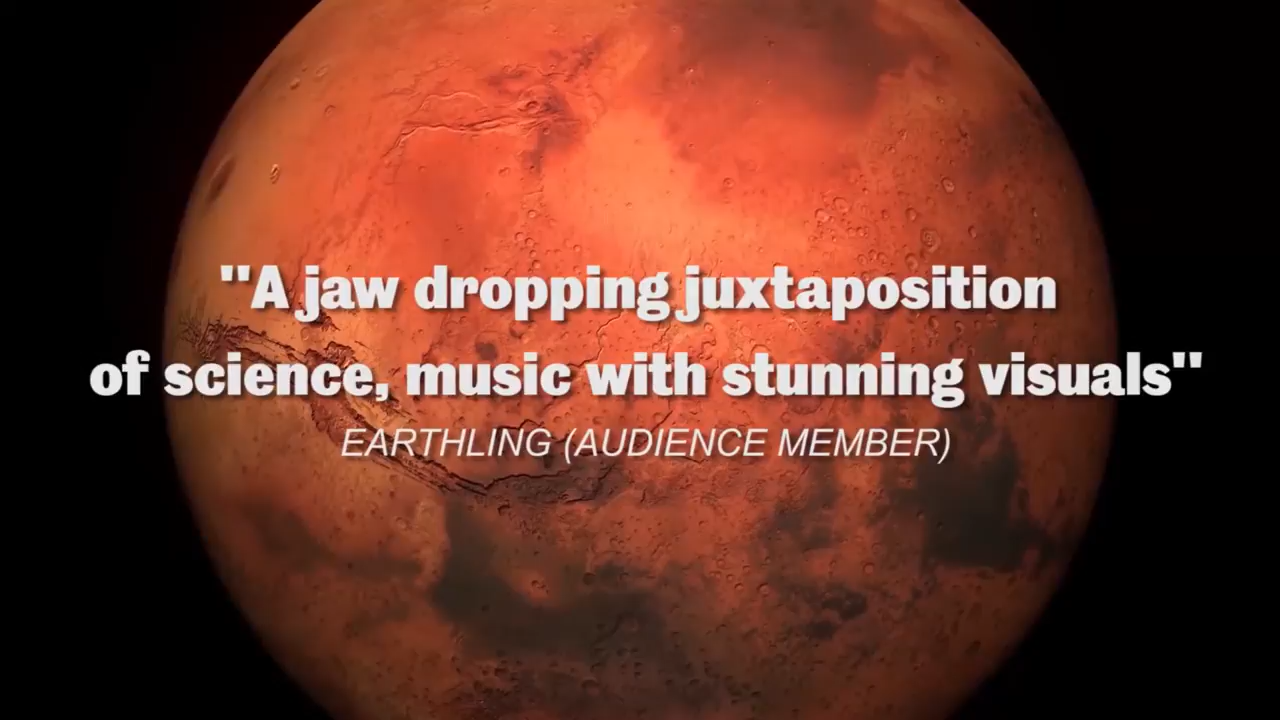 "A jaw dropping juxtaposition
of science, music with stunning visuals"
EARTHLING (AUDIENCE MEMBER)